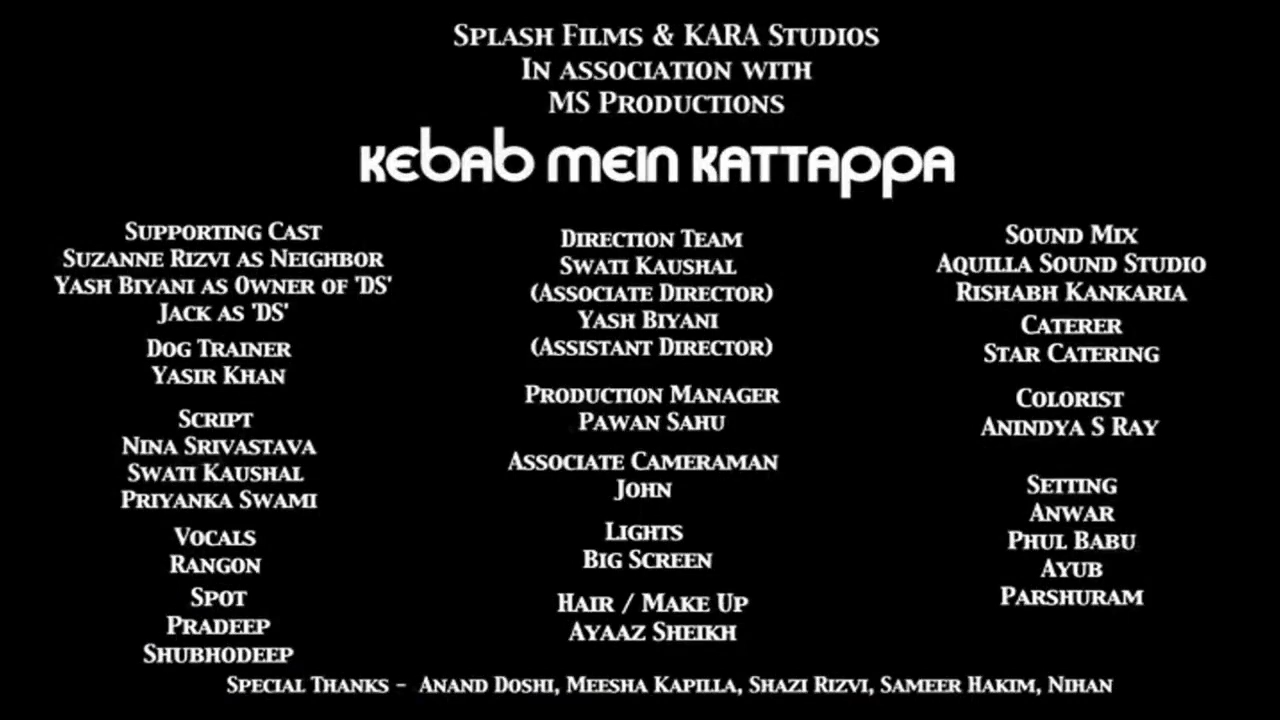 Splash Films & KARA Studios
In association with
MS Productions
Kebab mein Kattappa
Supporting Cast
Suzanne Rizvi as Neighbor
Yash Biyani as Owner of 'DS'
Jack as 'DS'
Dog Trainer
Yasir Khan
Script
Nina Srivastava
Swati Kaushal
Priyanka Swami
Vocals
Rangon
Spot
Pradeep
Shubhodeep
Direction Team
Swati Kaushal
(Associate Director)
Yash Biyani
(Assistant Director)
Production Manager
Pawan Sahu
Associate Cameraman
John
Lights
Big Screen
Hair / Make Up
Ayaaz Sheikh
Sound Mix
Aquilla Sound Studio
Rishabh Kankaria
Caterer
Star Catering
Colorist
Anindya S Ray
Setting
Anwar
Phul Babu
Ayub
Parshuram
Special Thanks - Anand Doshi, Meesha Kapilla, Shazi Rizvi, Sameer Hakim, Nihan